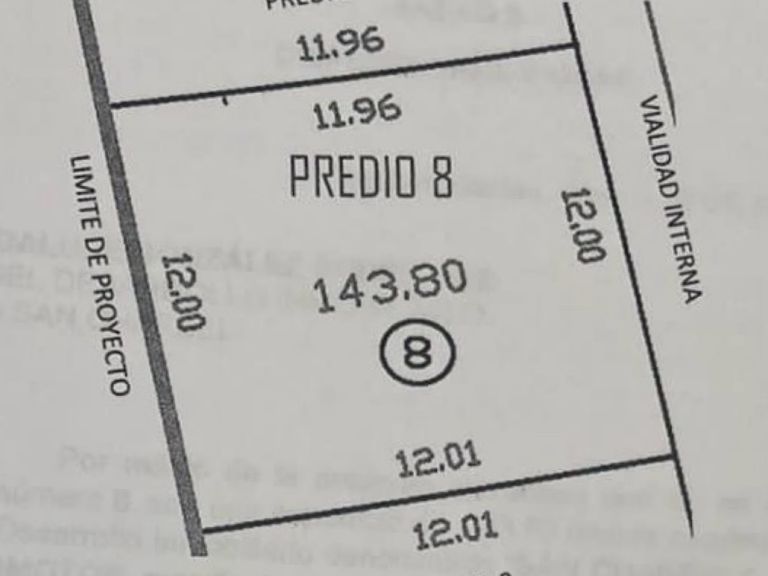 11.96
11.96
PREDIO 8
VIALIDAD INTERNA
LIMITE DE PROYECTO
12.00
12.00
143.80
8
12.01
12.01